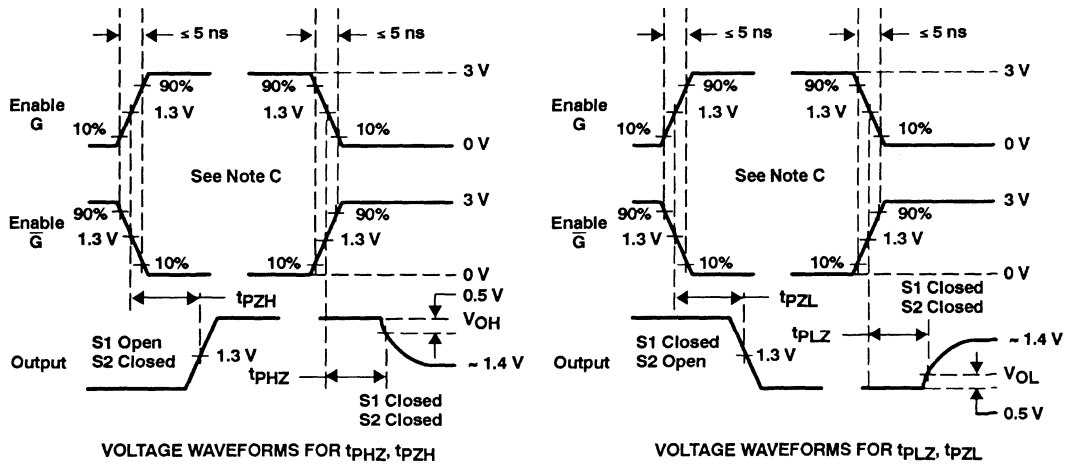 ≤ 5 ns
≤ 5 ns
3 V
Enable
G
90%
90%
1.3 V
1.3 V
10%
10%
0 V
See Note C
3 V
Enable
G̅
90%
90%
1.3 V
1.3 V
10%
10%
0 V
tPZH
0.5 V
VOH
S1 Open
S2 Closed
Output
1.3 V
tPHZ
~ 1.4 V
S1 Closed
S2 Closed
VOLTAGE WAVEFORMS FOR tPHZ, tPZH
≤ 5 ns
≤ 5 ns
3 V
Enable
G
90%
90%
1.3 V
1.3 V
10%
10%
0 V
See Note C
3 V
Enable
G̅
90%
90%
1.3 V
1.3 V
10%
10%
0 V
tPZL
S1 Closed
S2 Closed
tPLZ
~ 1.4 V
S1 Closed
S2 Open
Output
1.3 V
VOL
0.5 V
VOLTAGE WAVEFORMS FOR tPLZ, tPZL